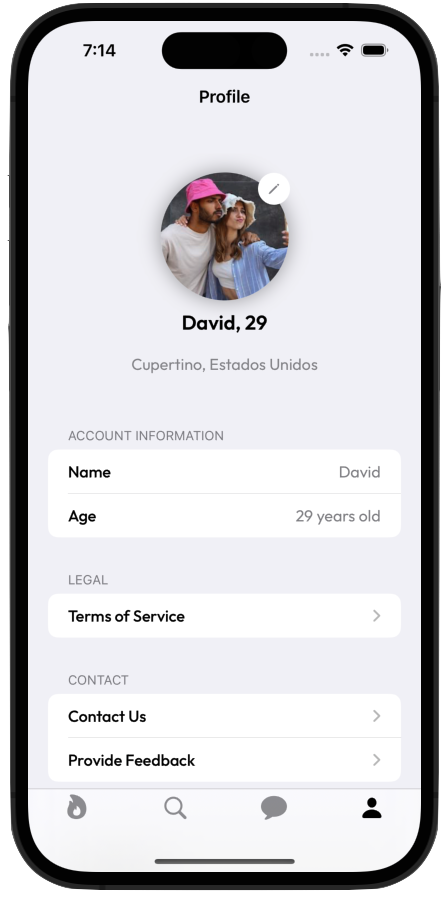 7:14
Profile
David, 29
Cupertino, Estados Unidos
ACCOUNT INFORMATION
Name David
Age 29 years old
LEGAL
Terms of Service
CONTACT
Contact Us
Provide Feedback